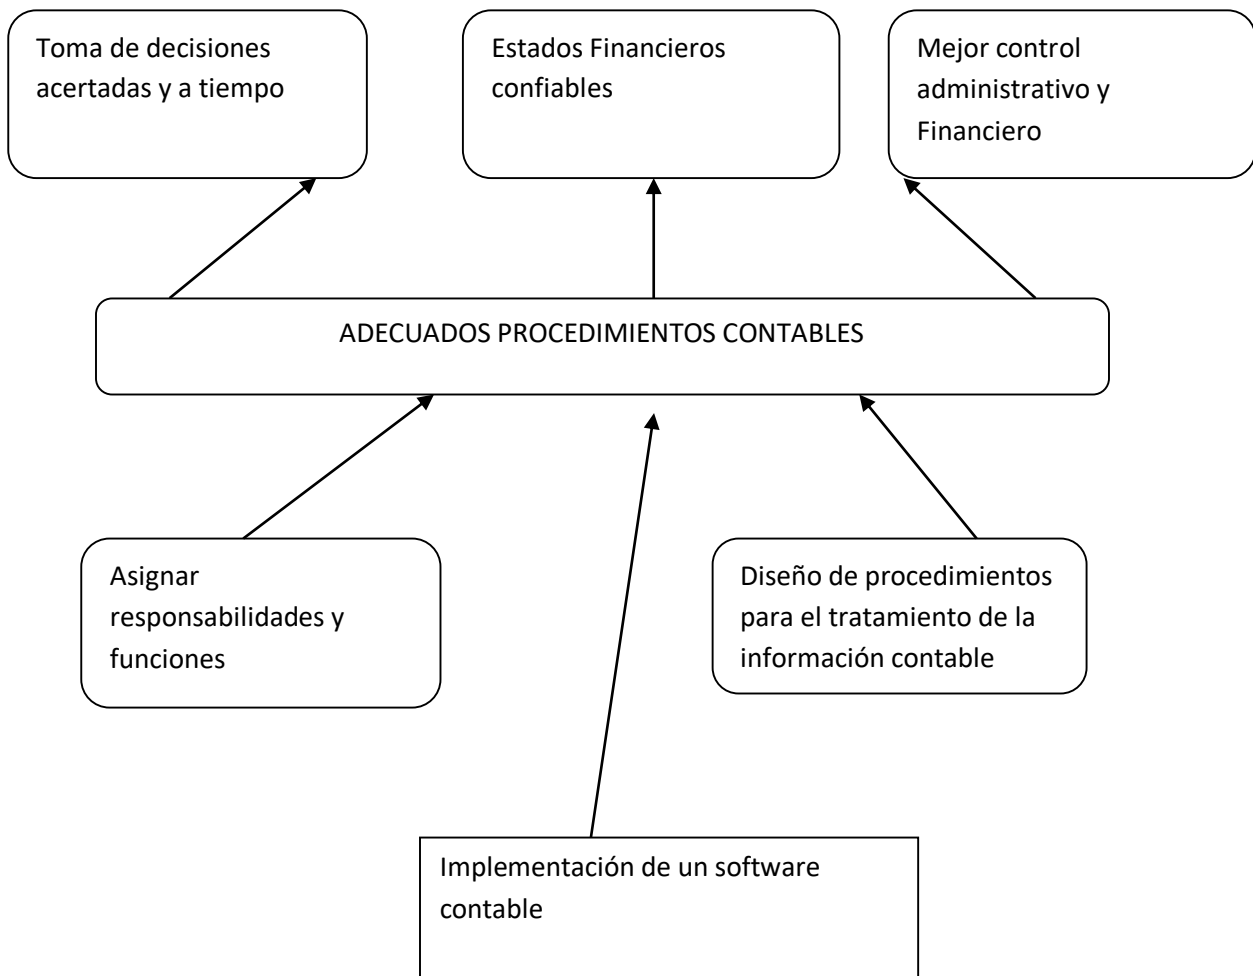 Toma de decisiones
acertadas y a tiempo
Estados Financieros
confiables
Mejor control
administrativo y
Financiero
ADECUADOS PROCEDIMIENTOS CONTABLES
Asignar
responsabilidades y
funciones
Diseño de procedimientos
para el tratamiento de la
información contable
Implementación de un software
contable